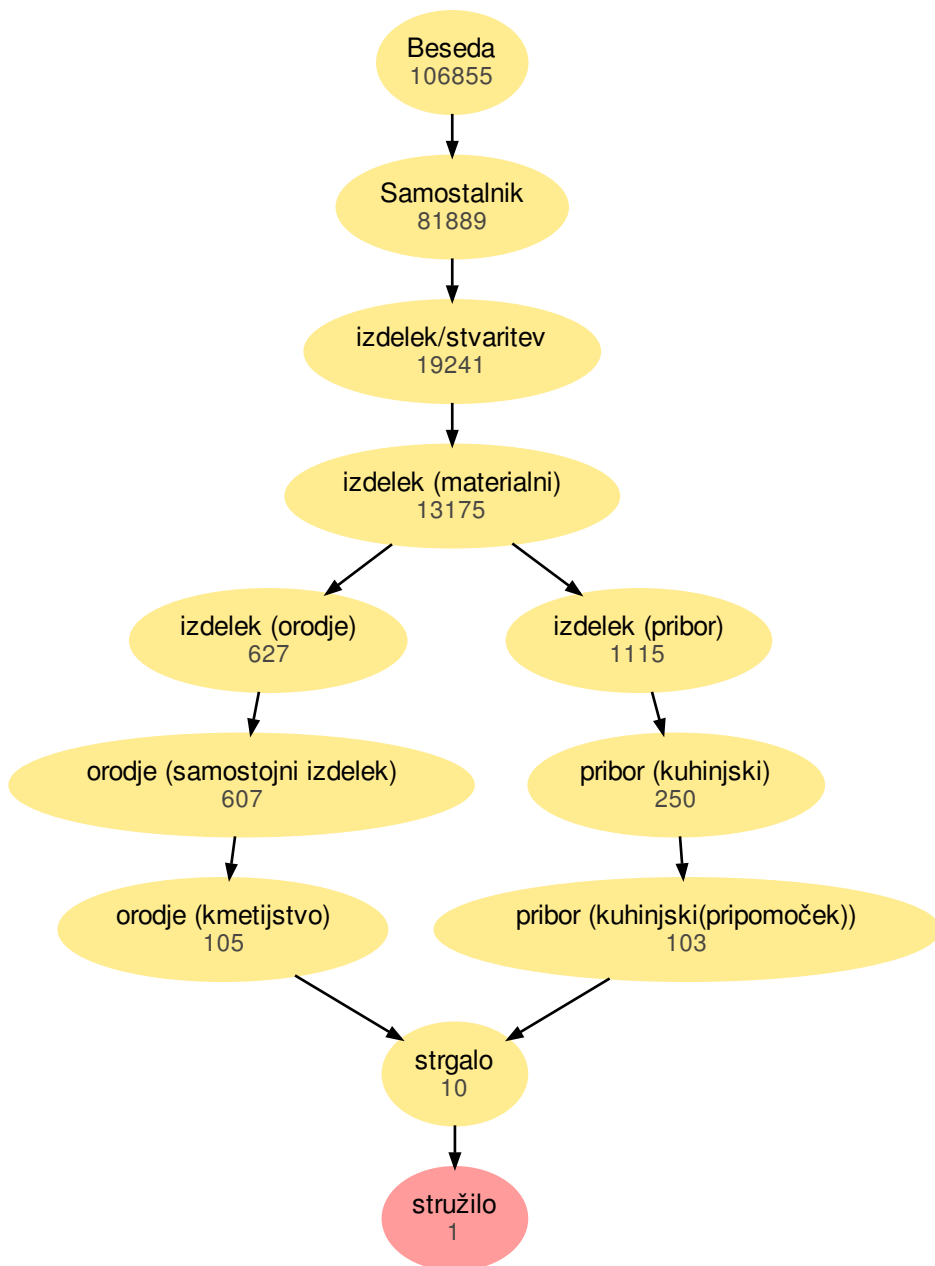 Beseda
106855
Samostalnik
81889
izdelek/stvaritev
19241
izdelek (materialni)
13175
izdelek (orodje)
627
izdelek (pribor)
1115
orodje (samostojni izdelek)
607
pribor (kuhinjski)
250
orodje (kmetijstvo)
105
pribor (kuhinjski(pripomoček))
103
strgalo
10
stružilo
1